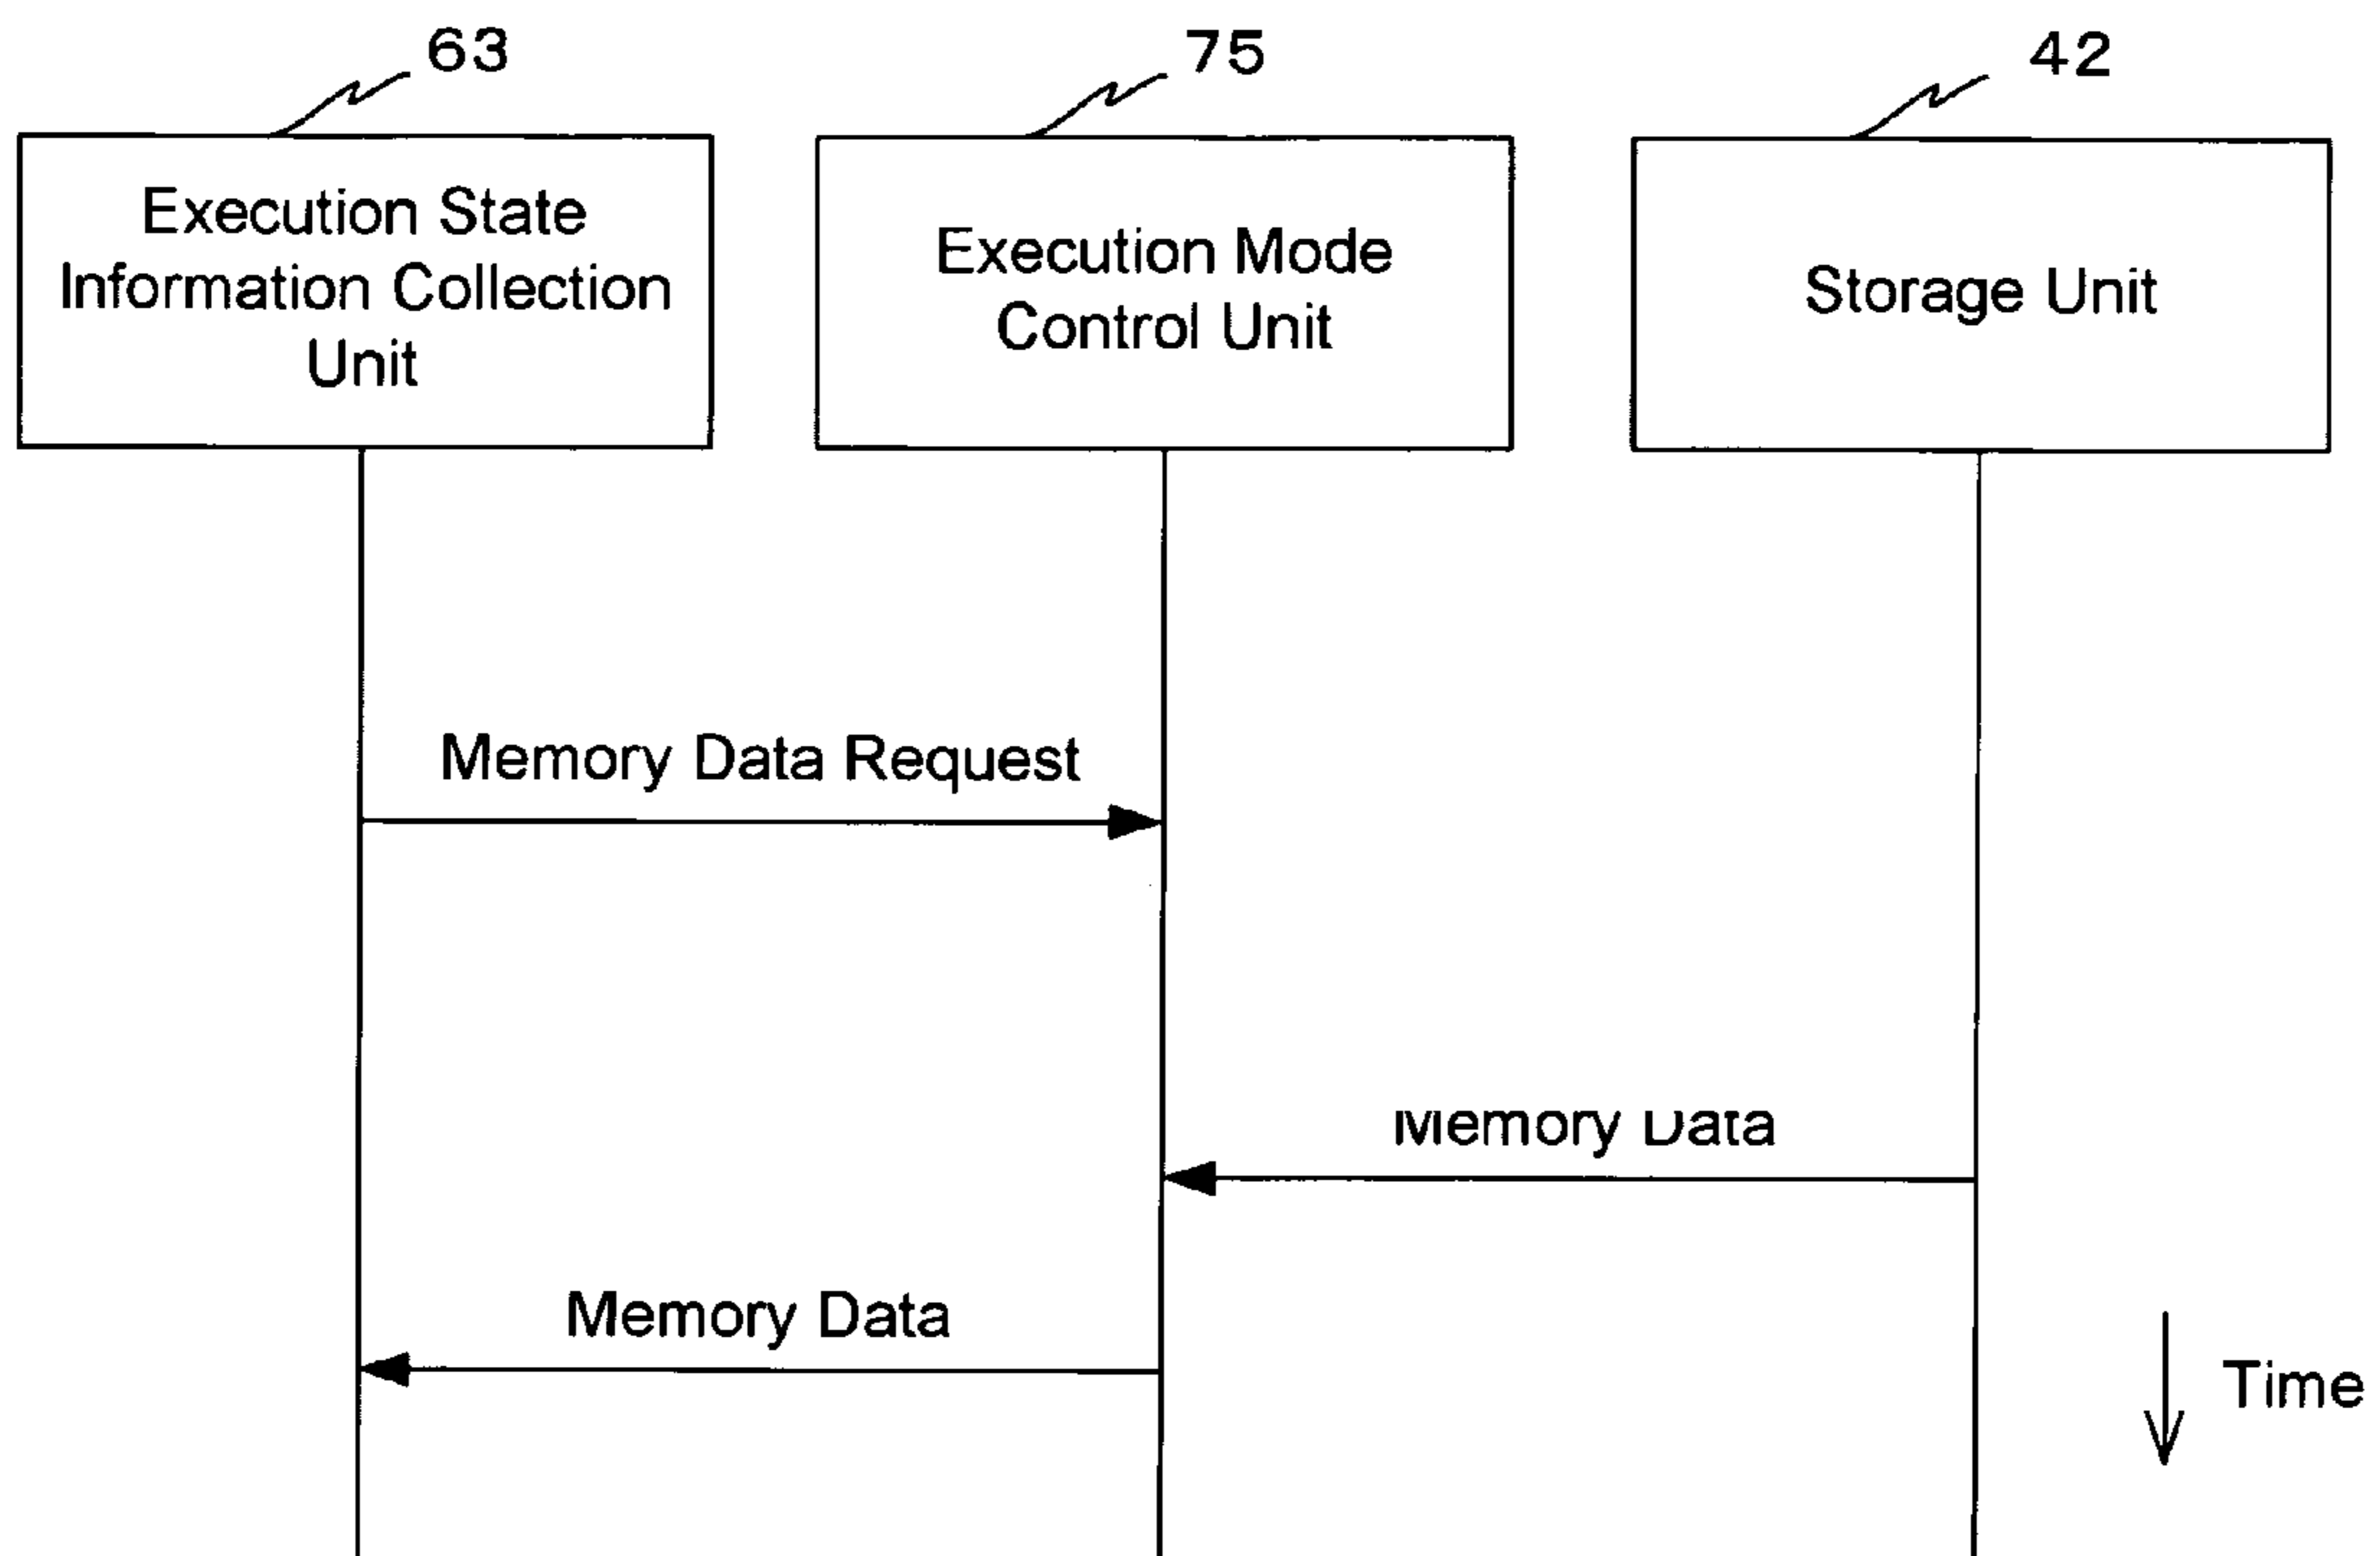 63
75
42
Execution State
Information Collection
Unit
Execution Mode
Control Unit
Storage Unit
Memory Data Request
Memory Data
Memory Data
Time